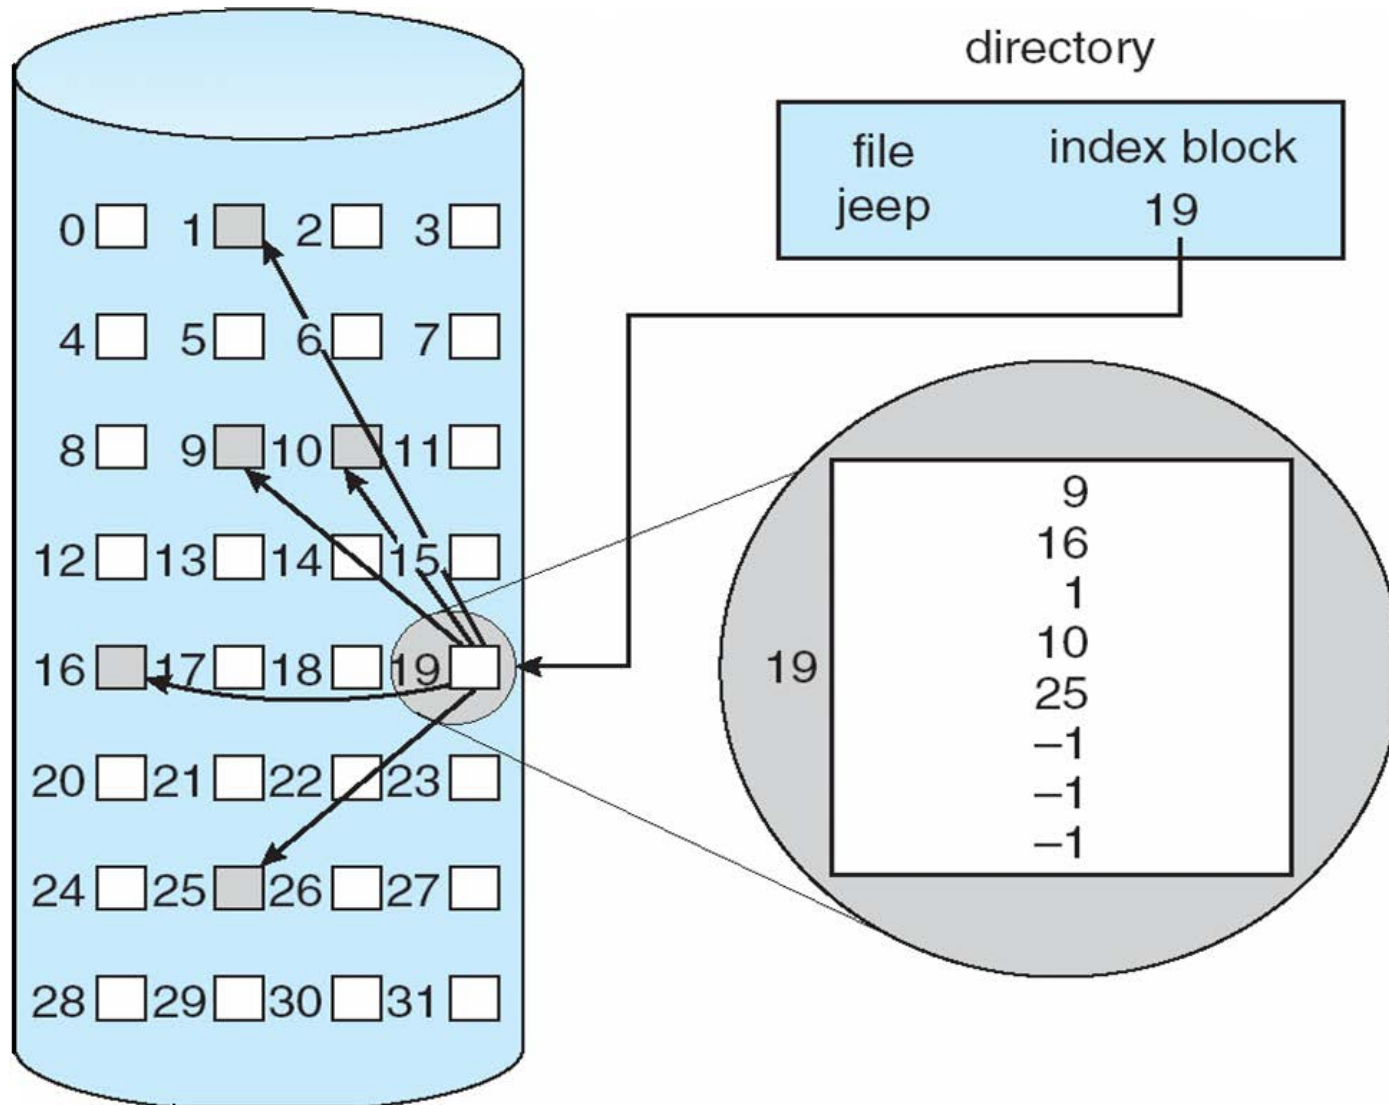 directory
file index block
jeep 19
0 1 2 3
4 5 6 7
8 9 10 11
12 13 14 15
16 17 18 19
20 21 22 23
24 25 26 27
28 29 30 31
19
9
16
1
10
25
–1
–1
–1